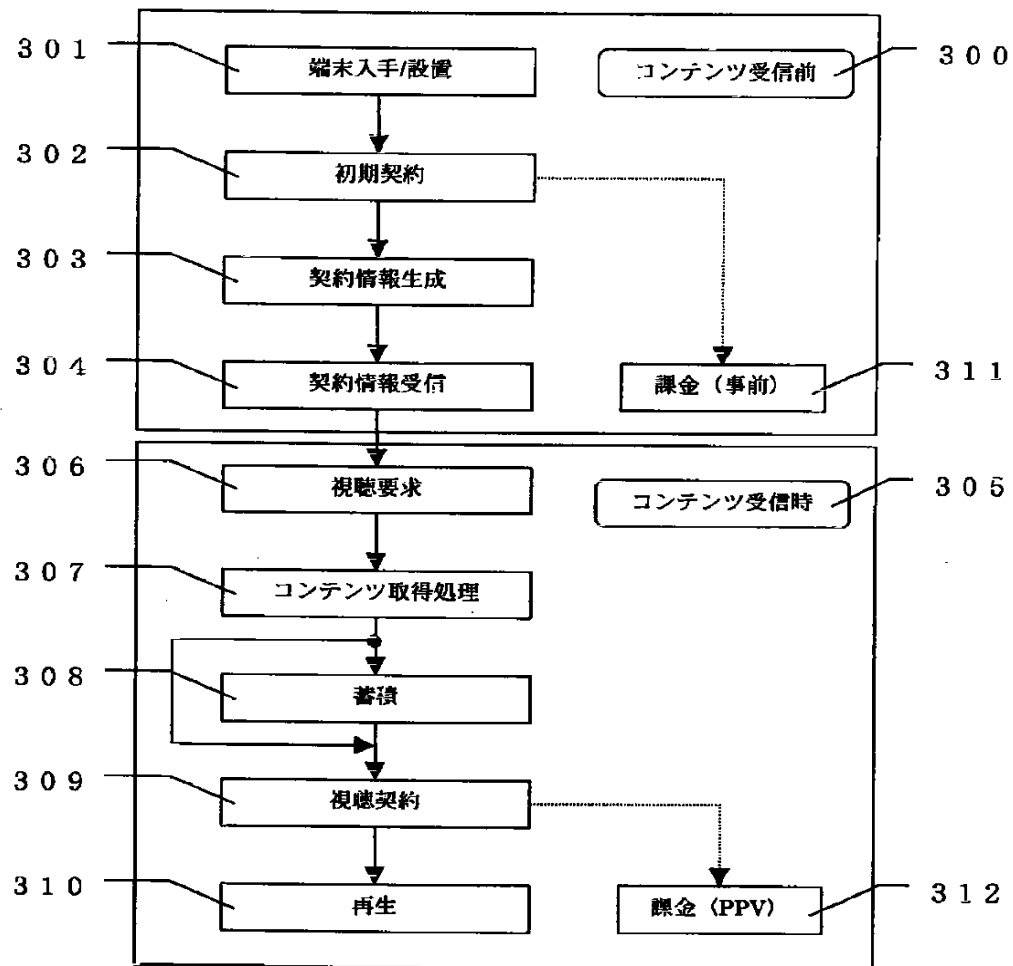 301
端末入手/設置
コンテンツ受信前
300
302
初期契約
303
契約情報生成
304
契約情報受信
課金（事前）
311
306
視聴要求
コンテンツ受信時
305
307
コンテンツ取得処理
308
蓄積
309
視聴契約
310
再生
課金（PPV）
312